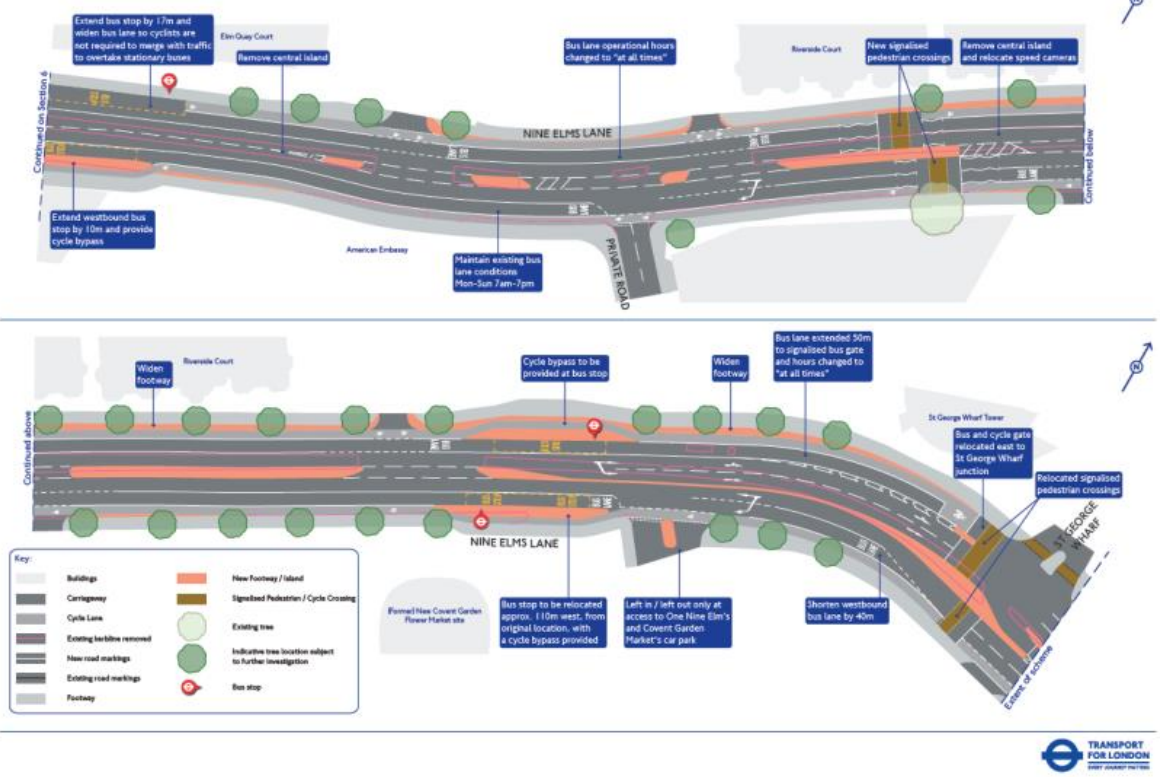 Extend bus stop by 17m and
widen bus lane so cyclists are
not required to merge with traffic
to overtake stationary buses
Elm Quay Court
Remove central island
Bus lane operational hours
changed to "at all times"
Riverside Court
New signalised
pedestrian crossings
Remove central island
and relocate speed cameras
N
Continued on Section 6
NINE ELMS LANE
Continued below
Extend westbound bus
stop by 10m and provide
cycle bypass
American Embassy
Maintain existing bus
lane conditions
Mon-Sun 7am-7pm
PRIVATE ROAD
Riverside Court
Widen
footway
Cycle bypass to be
provided at bus stop
Widen
footway
Bus lane extended 50m
to signalised bus gate
and hours changed to
"at all times"
N
St George Wharf Tower
Bus and cycle gate
relocated east to
St George Wharf
junction
Relocated signalised
pedestrian crossings
Continued above
ST GEORGE
WHARF
NINE ELMS LANE
(Formed New Covent Garden
Flower Market site
Bus stop to be relocated
approx. 110m west, from
original location, with
a cycle bypass provided
Left in / left out only at
access to One Nine Elm's
and Covent Garden
Market's car park
Shorten westbound
bus lane by 40m
Extent of scheme
Key:
Buildings
Carriageway
Cycle Lane
Existing kerbline removed
New road markings
Existing road markings
Footway
New Footway / Island
Signalised Pedestrian / Cycle Crossing
Existing tree
Indicative tree location subject
to further investigation
Bus stop
TRANSPORT
FOR LONDON
EVERY JOURNEY MATTERS